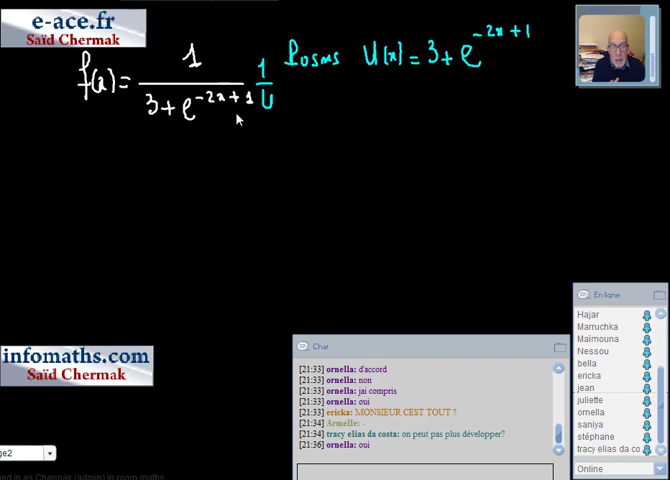 e-ace.fr
Saïd Chermak
f(x) = 1 / (3 + e^(-2x + 1)) 1/U Posons U(x) = 3 + e^(-2x + 1)
infomaths.com
Saïd Chermak
ge2
Char
[21:33] ornella: d'accord
[21:33] ornella: non
[21:33] ornella: jai compris
[21:33] ornella: oui
[21:33] ericka: MONSIEUR CEST TOUT ?
[21:34] Armelle: -
[21:34] tracy elias da costa: on peut pas plus développer?
[21:36] ornella: oui
En ligne
Hajar
Marruchka
Maïmouna
Nessou
bella
ericka
jean
juliette
ornella
saniya
stéphane
tracy elias da co
Online
ed in as Chermak (admin) in room maths